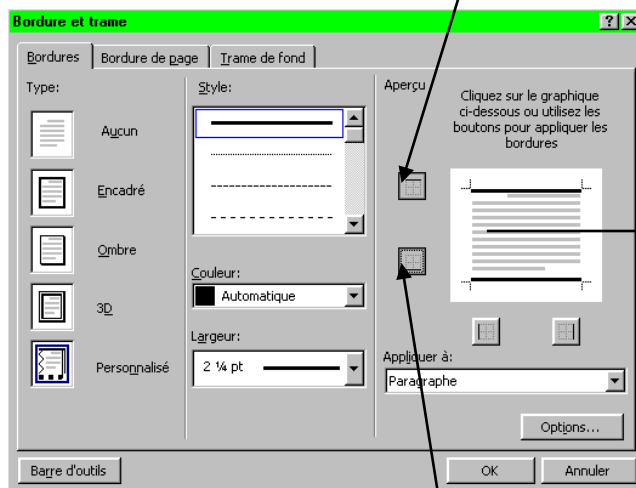 Bordure et trame
Bordures
Bordure de page
Trame de fond
Type:
Aucun
Encadré
Ombre
3D
Personnalisé
Style:
Couleur:
Automatique
Largeur:
2 ¼ pt
Aperçu
Cliquez sur le graphique
ci-dessous ou utilisez les
boutons pour appliquer les
bordures
Appliquer à:
Paragraphe
Options...
Barre d'outils
OK
Annuler